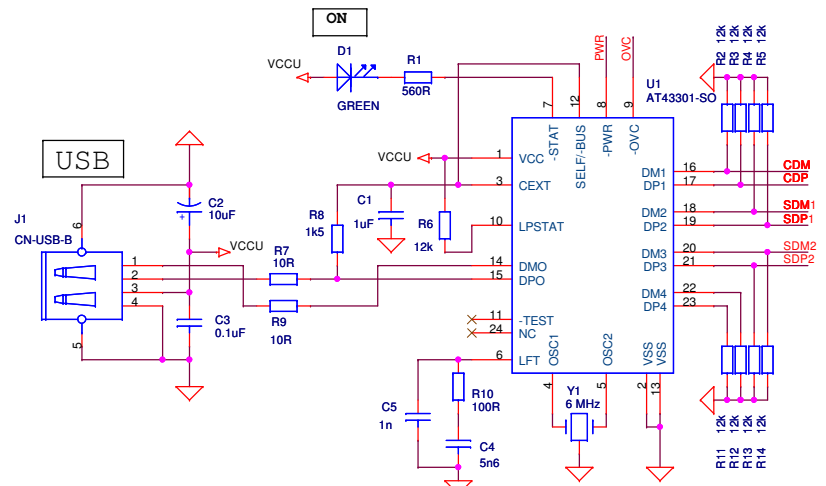 ON
D1
VCCU
R1
560R
GREEN
PWR
OVC
U1
AT43301-SO
R2 12k
R3 12k
R4 12k
R5 12k
7
12
8
9
-STAT
SELF/-BUS
-PWR
-OVC
USB
VCCU
1
VCC
3
CEXT
10
LPSTAT
14
DMO
15
DPO
11
-TEST
24
NC
6
LFT
OSC1
OSC2
VSS
VSS
4
5
2
13
DM1
16
CDM
DP1
17
CDP
DM2
18
SDM1
DP2
19
SDP1
DM3
20
SDM2
DP3
21
SDP2
DM4
22
DP4
23
C2
10uF
+
J1
CN-USB-B
6
1
2
3
4
5
VCCU
C3
0.1uF
R7
10R
R9
10R
R8
1k5
C1
1uF
R6
12k
R10
100R
C5
1n
C4
5n6
Y1
6 MHz
R11 12k
R12 12k
R13 12k
R14 12k